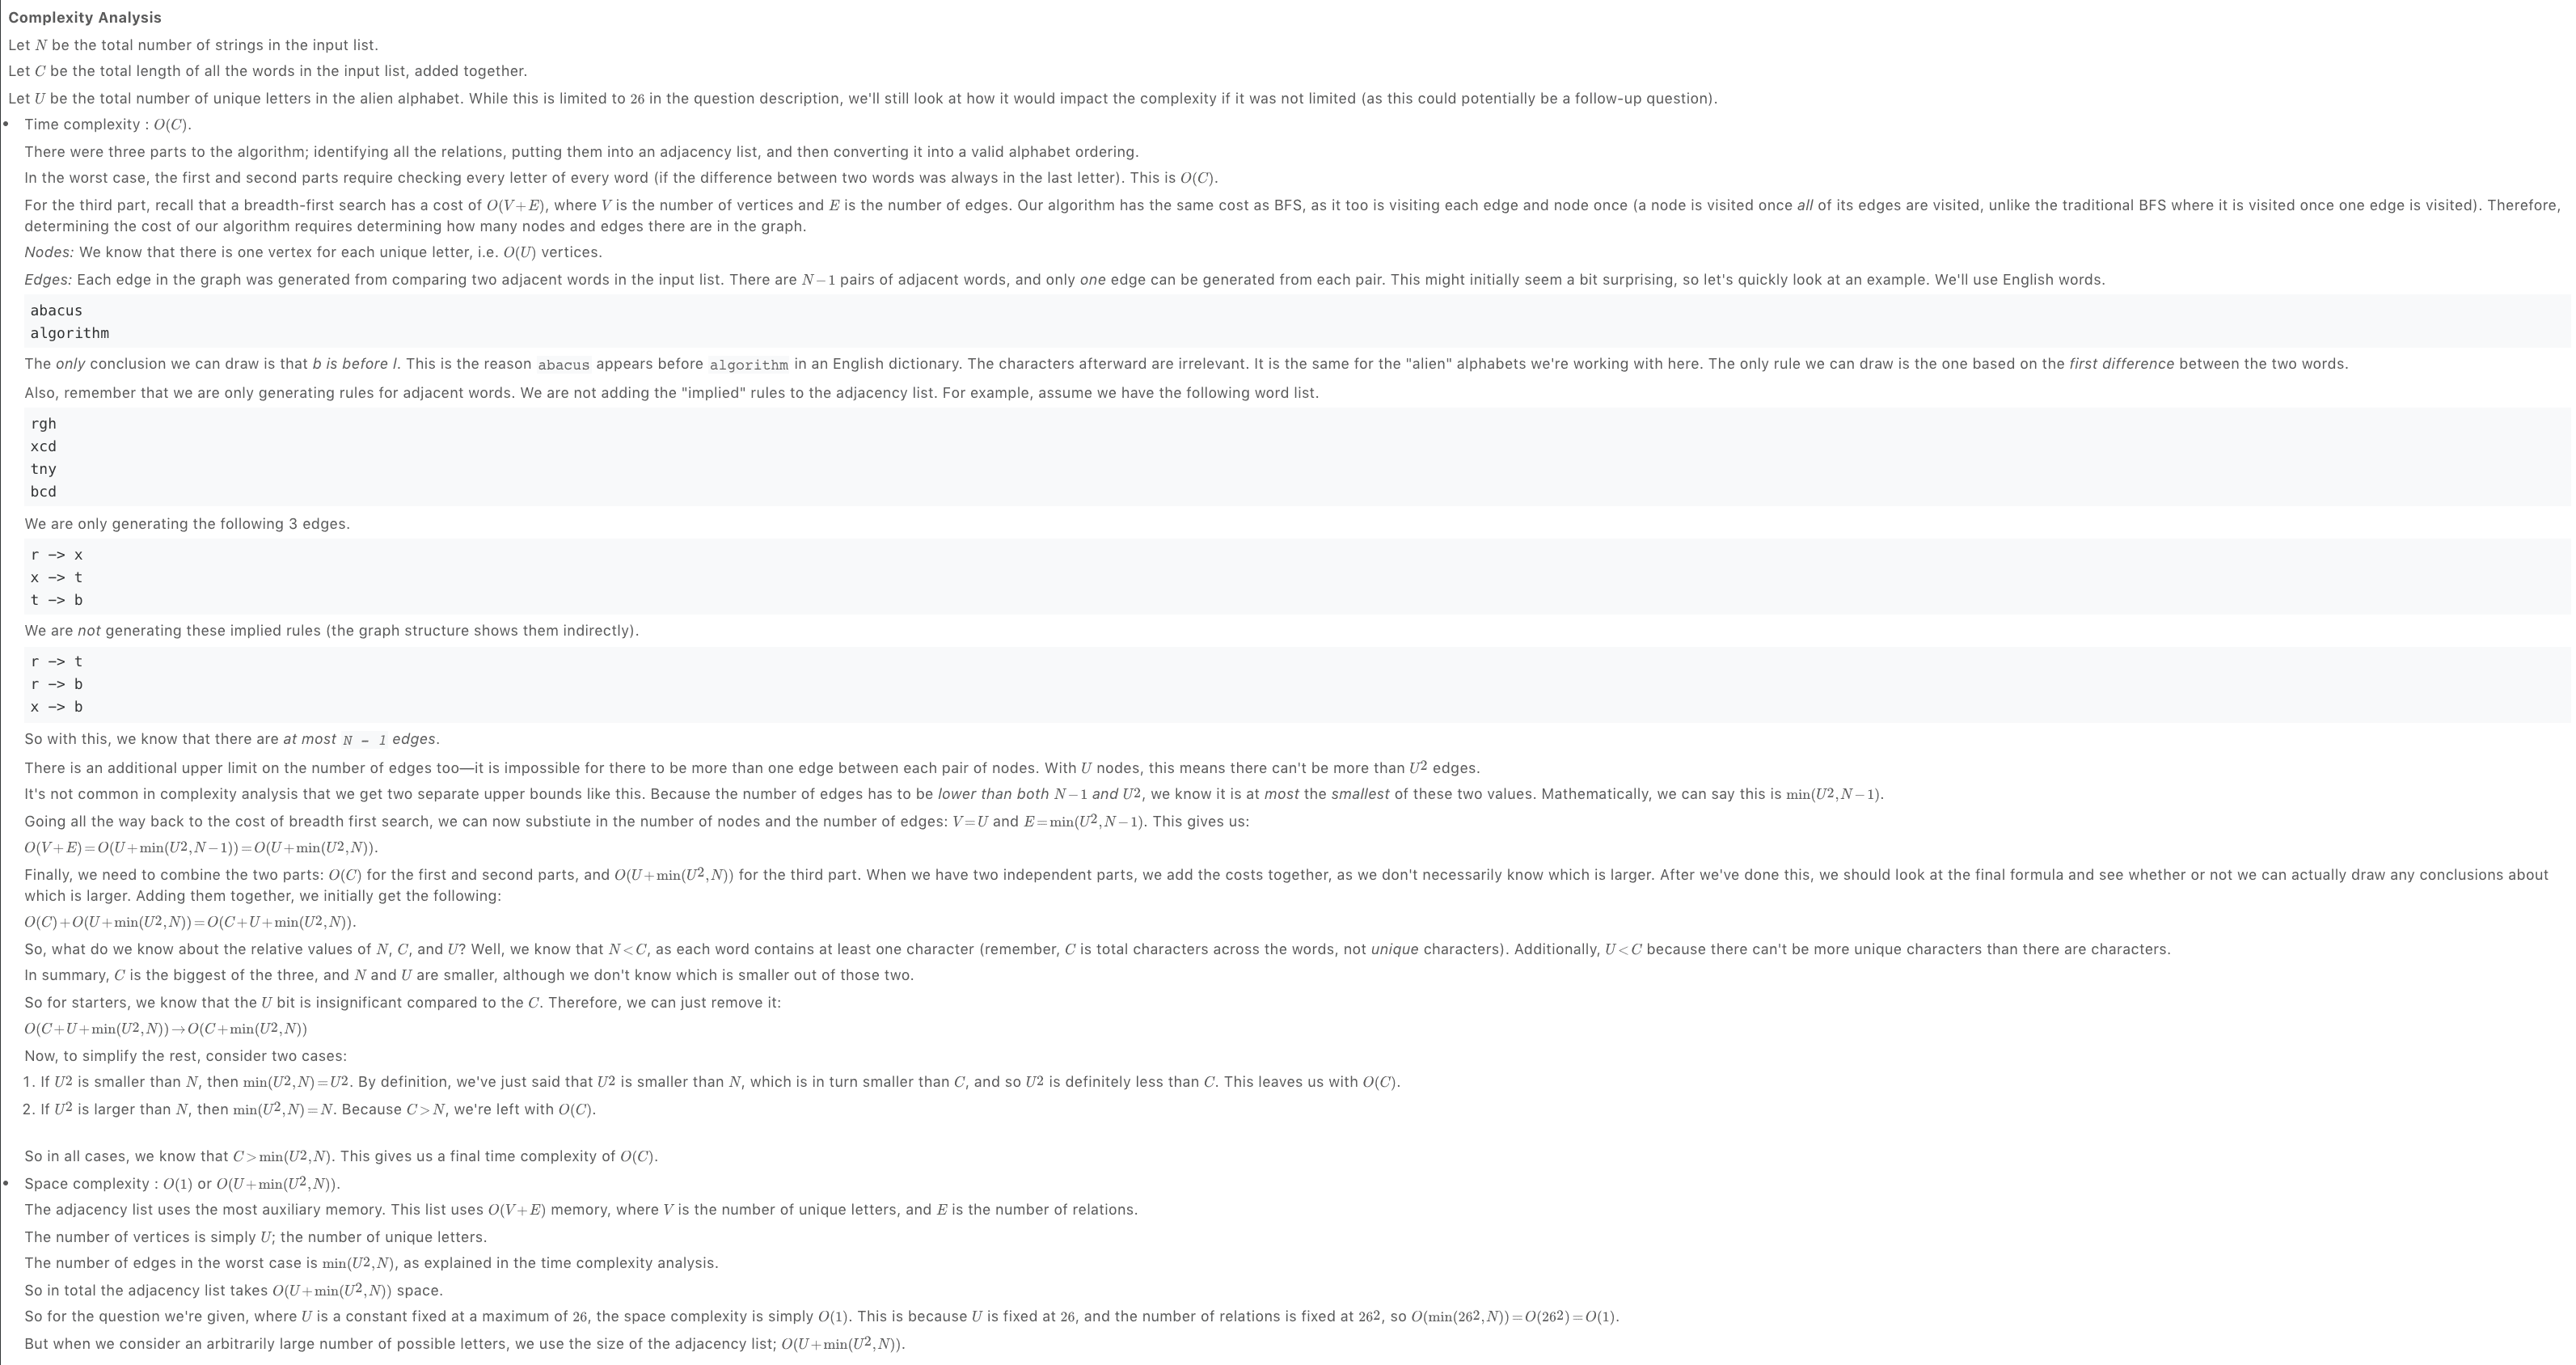 Complexity Analysis
Let N be the total number of strings in the input list.
Let C be the total length of all the words in the input list, added together.
Let U be the total number of unique letters in the alien alphabet. While this is limited to 26 in the question description, we'll still look at how it would impact the complexity if it was not limited (as this could potentially be a follow-up question).
• Time complexity : O(C).
There were three parts to the algorithm; identifying all the relations, putting them into an adjacency list, and then converting it into a valid alphabet ordering.
In the worst case, the first and second parts require checking every letter of every word (if the difference between two words was always in the last letter). This is O(C).
For the third part, recall that a breadth-first search has a cost of O(V+E), where V is the number of vertices and E is the number of edges. Our algorithm has the same cost as BFS, as it too is visiting each edge and node once (a node is visited once all of its edges are visited, unlike the traditional BFS where it is visited once one edge is visited). Therefore,
determining the cost of our algorithm requires determining how many nodes and edges there are in the graph.
Nodes: We know that there is one vertex for each unique letter, i.e. O(U) vertices.
Edges: Each edge in the graph was generated from comparing two adjacent words in the input list. There are N−1 pairs of adjacent words, and only one edge can be generated from each pair. This might initially seem a bit surprising, so let's quickly look at an example. We'll use English words.
abacus
algorithm
The only conclusion we can draw is that b is before l. This is the reason abacus appears before algorithm in an English dictionary. The characters afterward are irrelevant. It is the same for the "alien" alphabets we're working with here. The only rule we can draw is the one based on the first difference between the two words.
Also, remember that we are only generating rules for adjacent words. We are not adding the "implied" rules to the adjacency list. For example, assume we have the following word list.
rgh
xcd
tny
bcd
We are only generating the following 3 edges.
r -> x
x -> t
t -> b
We are not generating these implied rules (the graph structure shows them indirectly).
r -> t
r -> b
x -> b
So with this, we know that there are at most N - 1 edges.
There is an additional upper limit on the number of edges too—it is impossible for there to be more than one edge between each pair of nodes. With U nodes, this means there can't be more than U² edges.
It's not common in complexity analysis that we get two separate upper bounds like this. Because the number of edges has to be lower than both N−1 and U², we know it is at most the smallest of these two values. Mathematically, we can say this is min(U²,N−1).
Going all the way back to the cost of breadth first search, we can now substiute in the number of nodes and the number of edges: V=U and E=min(U²,N−1). This gives us:
O(V+E)=O(U+min(U²,N−1))=O(U+min(U²,N)).
Finally, we need to combine the two parts: O(C) for the first and second parts, and O(U+min(U²,N)) for the third part. When we have two independent parts, we add the costs together, as we don't necessarily know which is larger. After we've done this, we should look at the final formula and see whether or not we can actually draw any conclusions about
which is larger. Adding them together, we initially get the following:
O(C)+O(U+min(U²,N))=O(C+U+min(U²,N)).
So, what do we know about the relative values of N, C, and U? Well, we know that N<C, as each word contains at least one character (remember, C is total characters across the words, not unique characters). Additionally, U<C because there can't be more unique characters than there are characters.
In summary, C is the biggest of the three, and N and U are smaller, although we don't know which is smaller out of those two.
So for starters, we know that the U bit is insignificant compared to the C. Therefore, we can just remove it:
O(C+U+min(U²,N))→O(C+min(U²,N))
Now, to simplify the rest, consider two cases:
1. If U² is smaller than N, then min(U²,N)=U². By definition, we've just said that U² is smaller than N, which is in turn smaller than C, and so U² is definitely less than C. This leaves us with O(C).
2. If U² is larger than N, then min(U²,N)=N. Because C>N, we're left with O(C).
So in all cases, we know that C>min(U²,N). This gives us a final time complexity of O(C).
• Space complexity : O(1) or O(U+min(U²,N)).
The adjacency list uses the most auxiliary memory. This list uses O(V+E) memory, where V is the number of unique letters, and E is the number of relations.
The number of vertices is simply U; the number of unique letters.
The number of edges in the worst case is min(U²,N), as explained in the time complexity analysis.
So in total the adjacency list takes O(U+min(U²,N)) space.
So for the question we're given, where U is a constant fixed at a maximum of 26, the space complexity is simply O(1). This is because U is fixed at 26, and the number of relations is fixed at 26², so O(min(26²,N))=O(26²)=O(1).
But when we consider an arbitrarily large number of possible letters, we use the size of the adjacency list; O(U+min(U²,N)).